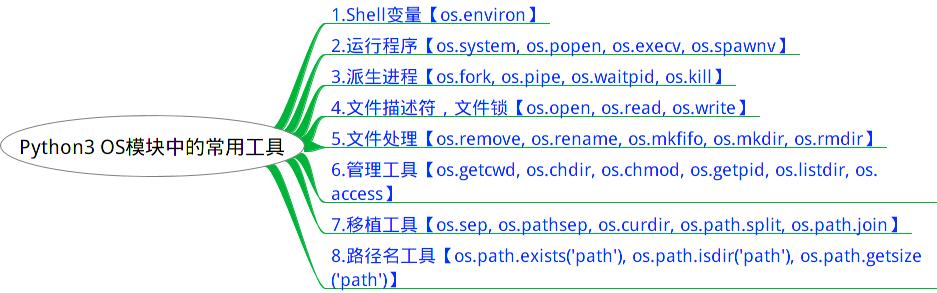 Python3 OS模块中的常用工具
1.Shell变量【os.environ】
2.运行程序【os.system, os.popen, os.execv, os.spawnv】
3.派生进程【os.fork, os.pipe, os.waitpid, os.kill】
4.文件描述符，文件锁【os.open, os.read, os.write】
5.文件处理【os.remove, os.rename, os.mkfifo, os.mkdir, os.rmdir】
6.管理工具【os.getcwd, os.chdir, os.chmod, os.getpid, os.listdir, os.
access】
7.移植工具【os.sep, os.pathsep, os.curdir, os.path.split, os.path.join】
8.路径名工具【os.path.exists('path'), os.path.isdir('path'), os.path.getsize
('path')】